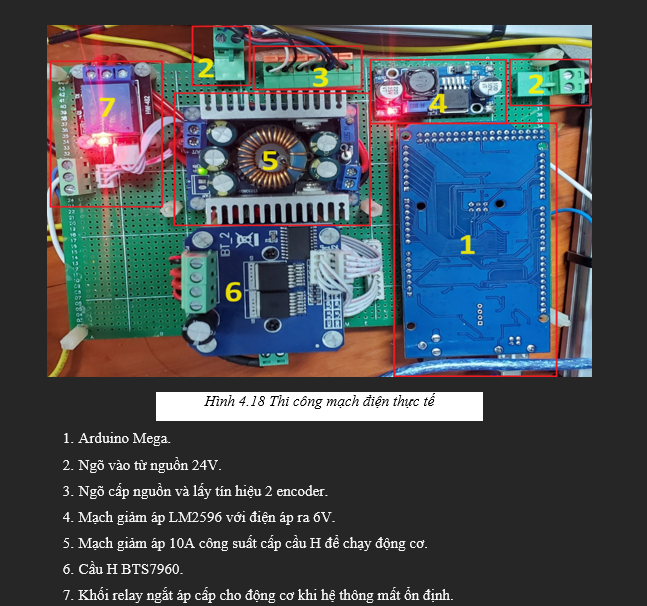 2
3
2
7
4
5
1
BT2
6
Hình 4.18 Thi công mạch điện thực tế
1. Arduino Mega.
2. Ngõ vào từ nguồn 24V.
3. Ngõ cấp nguồn và lấy tín hiệu 2 encoder.
4. Mạch giảm áp LM2596 với điện áp ra 6V.
5. Mạch giảm áp 10A công suất cấp cầu H để chạy động cơ.
6. Cầu H BTS7960.
7. Khối relay ngắt áp cấp cho động cơ khi hệ thông mất ổn định.